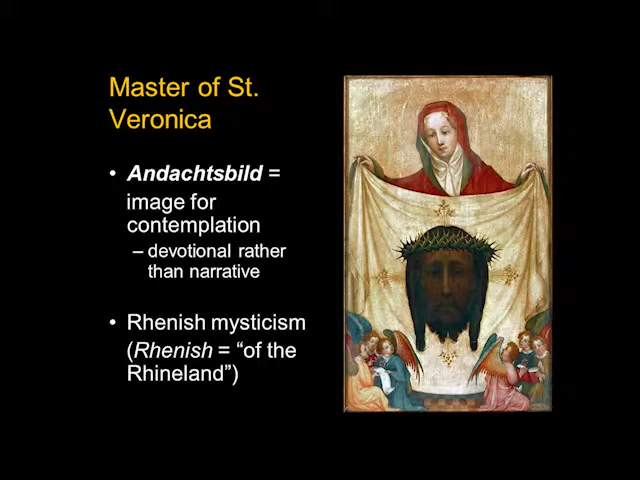 Master of St.
Veronica
• Andachtsbild =
image for
contemplation
– devotional rather
than narrative
• Rhenish mysticism
(Rhenish = “of the
Rhineland”)